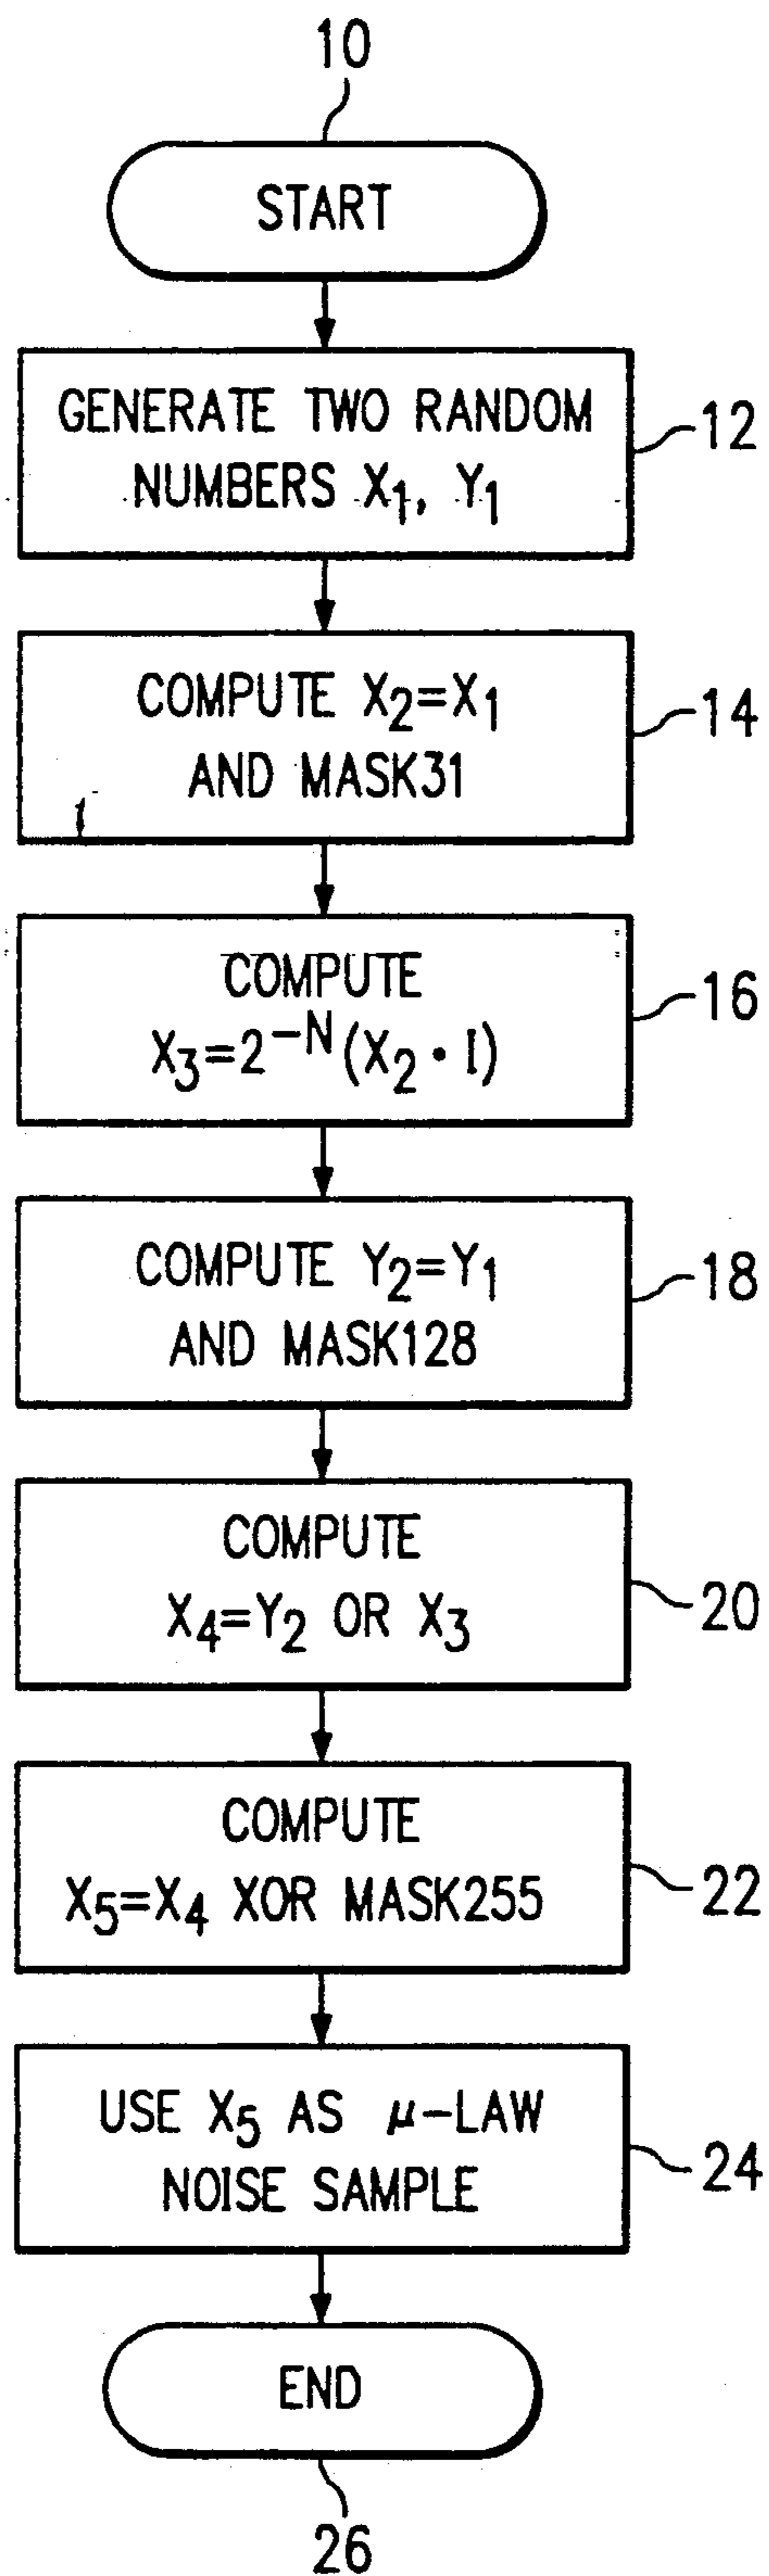 10
START
GENERATE TWO RANDOM
NUMBERS X₁, Y₁
12
COMPUTE X₂=X₁
AND MASK31
14
COMPUTE
X₃=2⁻ᴺ(X₂ · I)
16
COMPUTE Y₂=Y₁
AND MASK128
18
COMPUTE
X₄=Y₂ OR X₃
20
COMPUTE
X₅=X₄ XOR MASK255
22
USE X₅ AS μ-LAW
NOISE SAMPLE
24
END
26